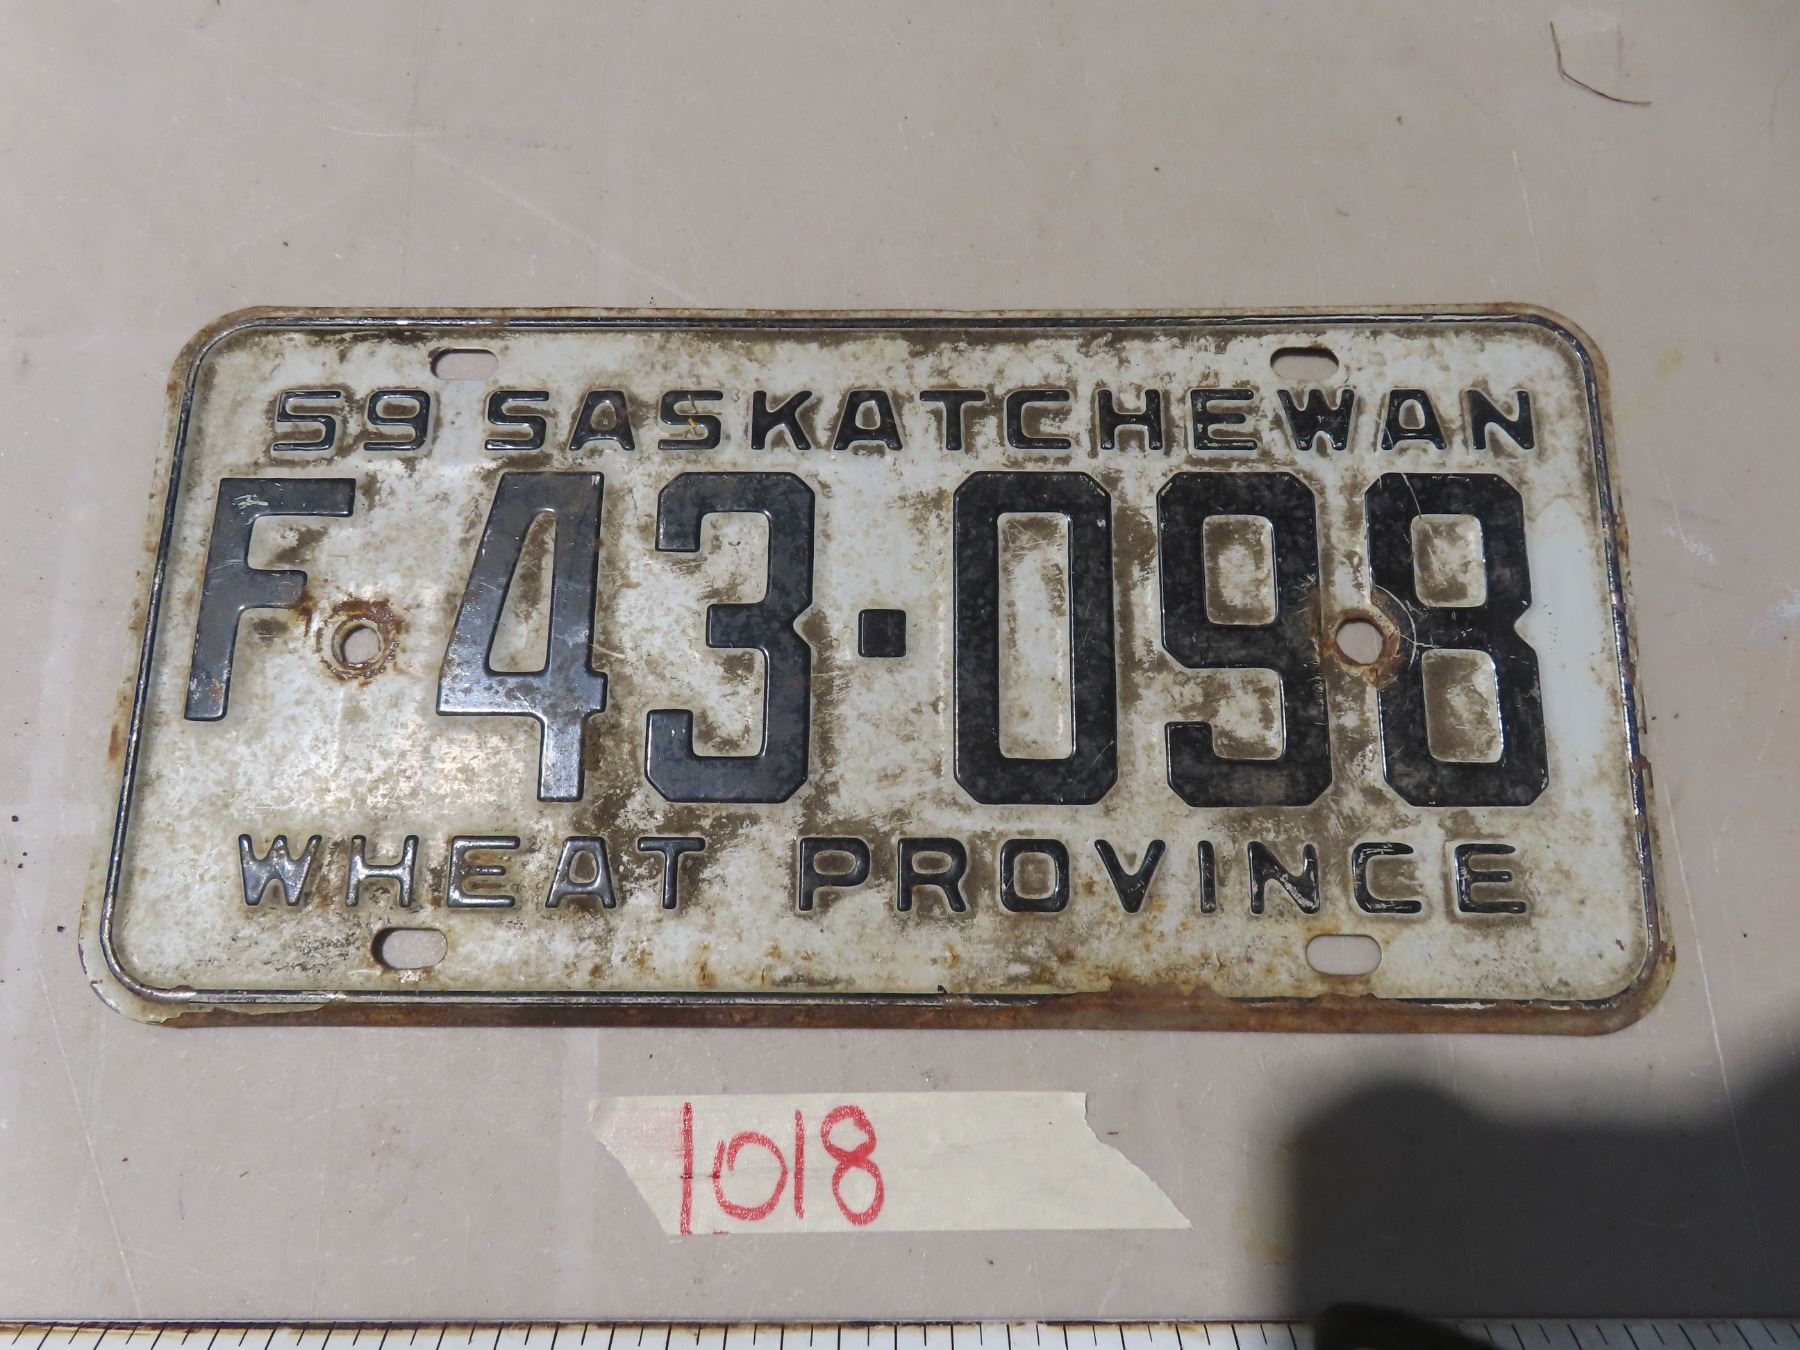 59 SASKATCHEWAN
F 43·098
WHEAT PROVINCE
1018